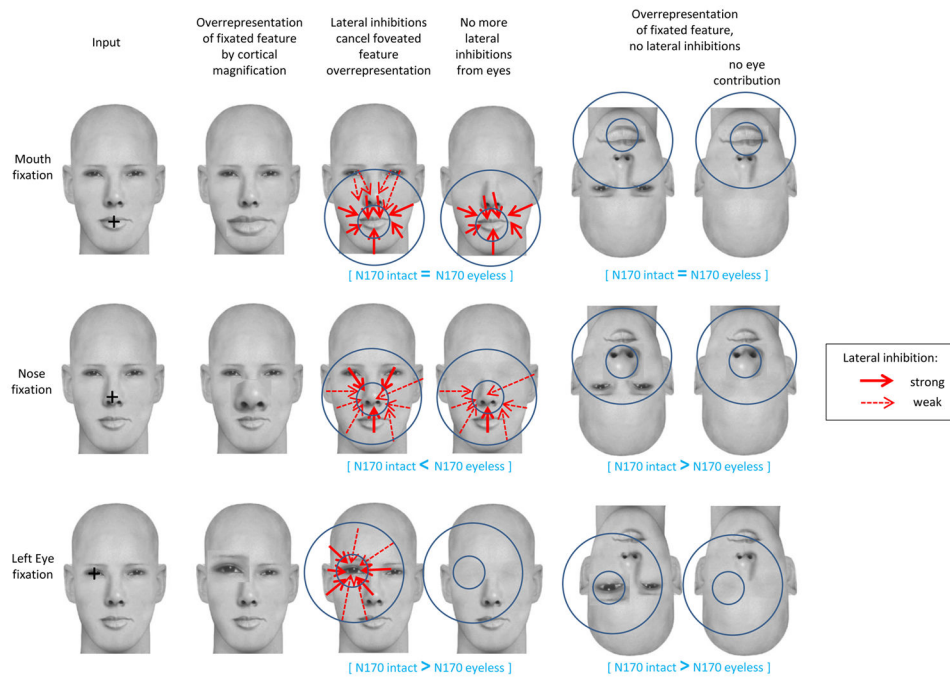 Input
Overrepresentation
of fixated feature
by cortical
magnification
Lateral inhibitions
cancel foveated
feature
overrepresentation
No more
lateral
inhibitions
from eyes
Overrepresentation
of fixated feature,
no lateral inhibitions
no eye
contribution
Mouth
fixation
[ N170 intact = N170 eyeless ]
[ N170 intact = N170 eyeless ]
Nose
fixation
[ N170 intact < N170 eyeless ]
[ N170 intact > N170 eyeless ]
Lateral inhibition:
strong
weak
Left Eye
fixation
[ N170 intact > N170 eyeless ]
[ N170 intact > N170 eyeless ]